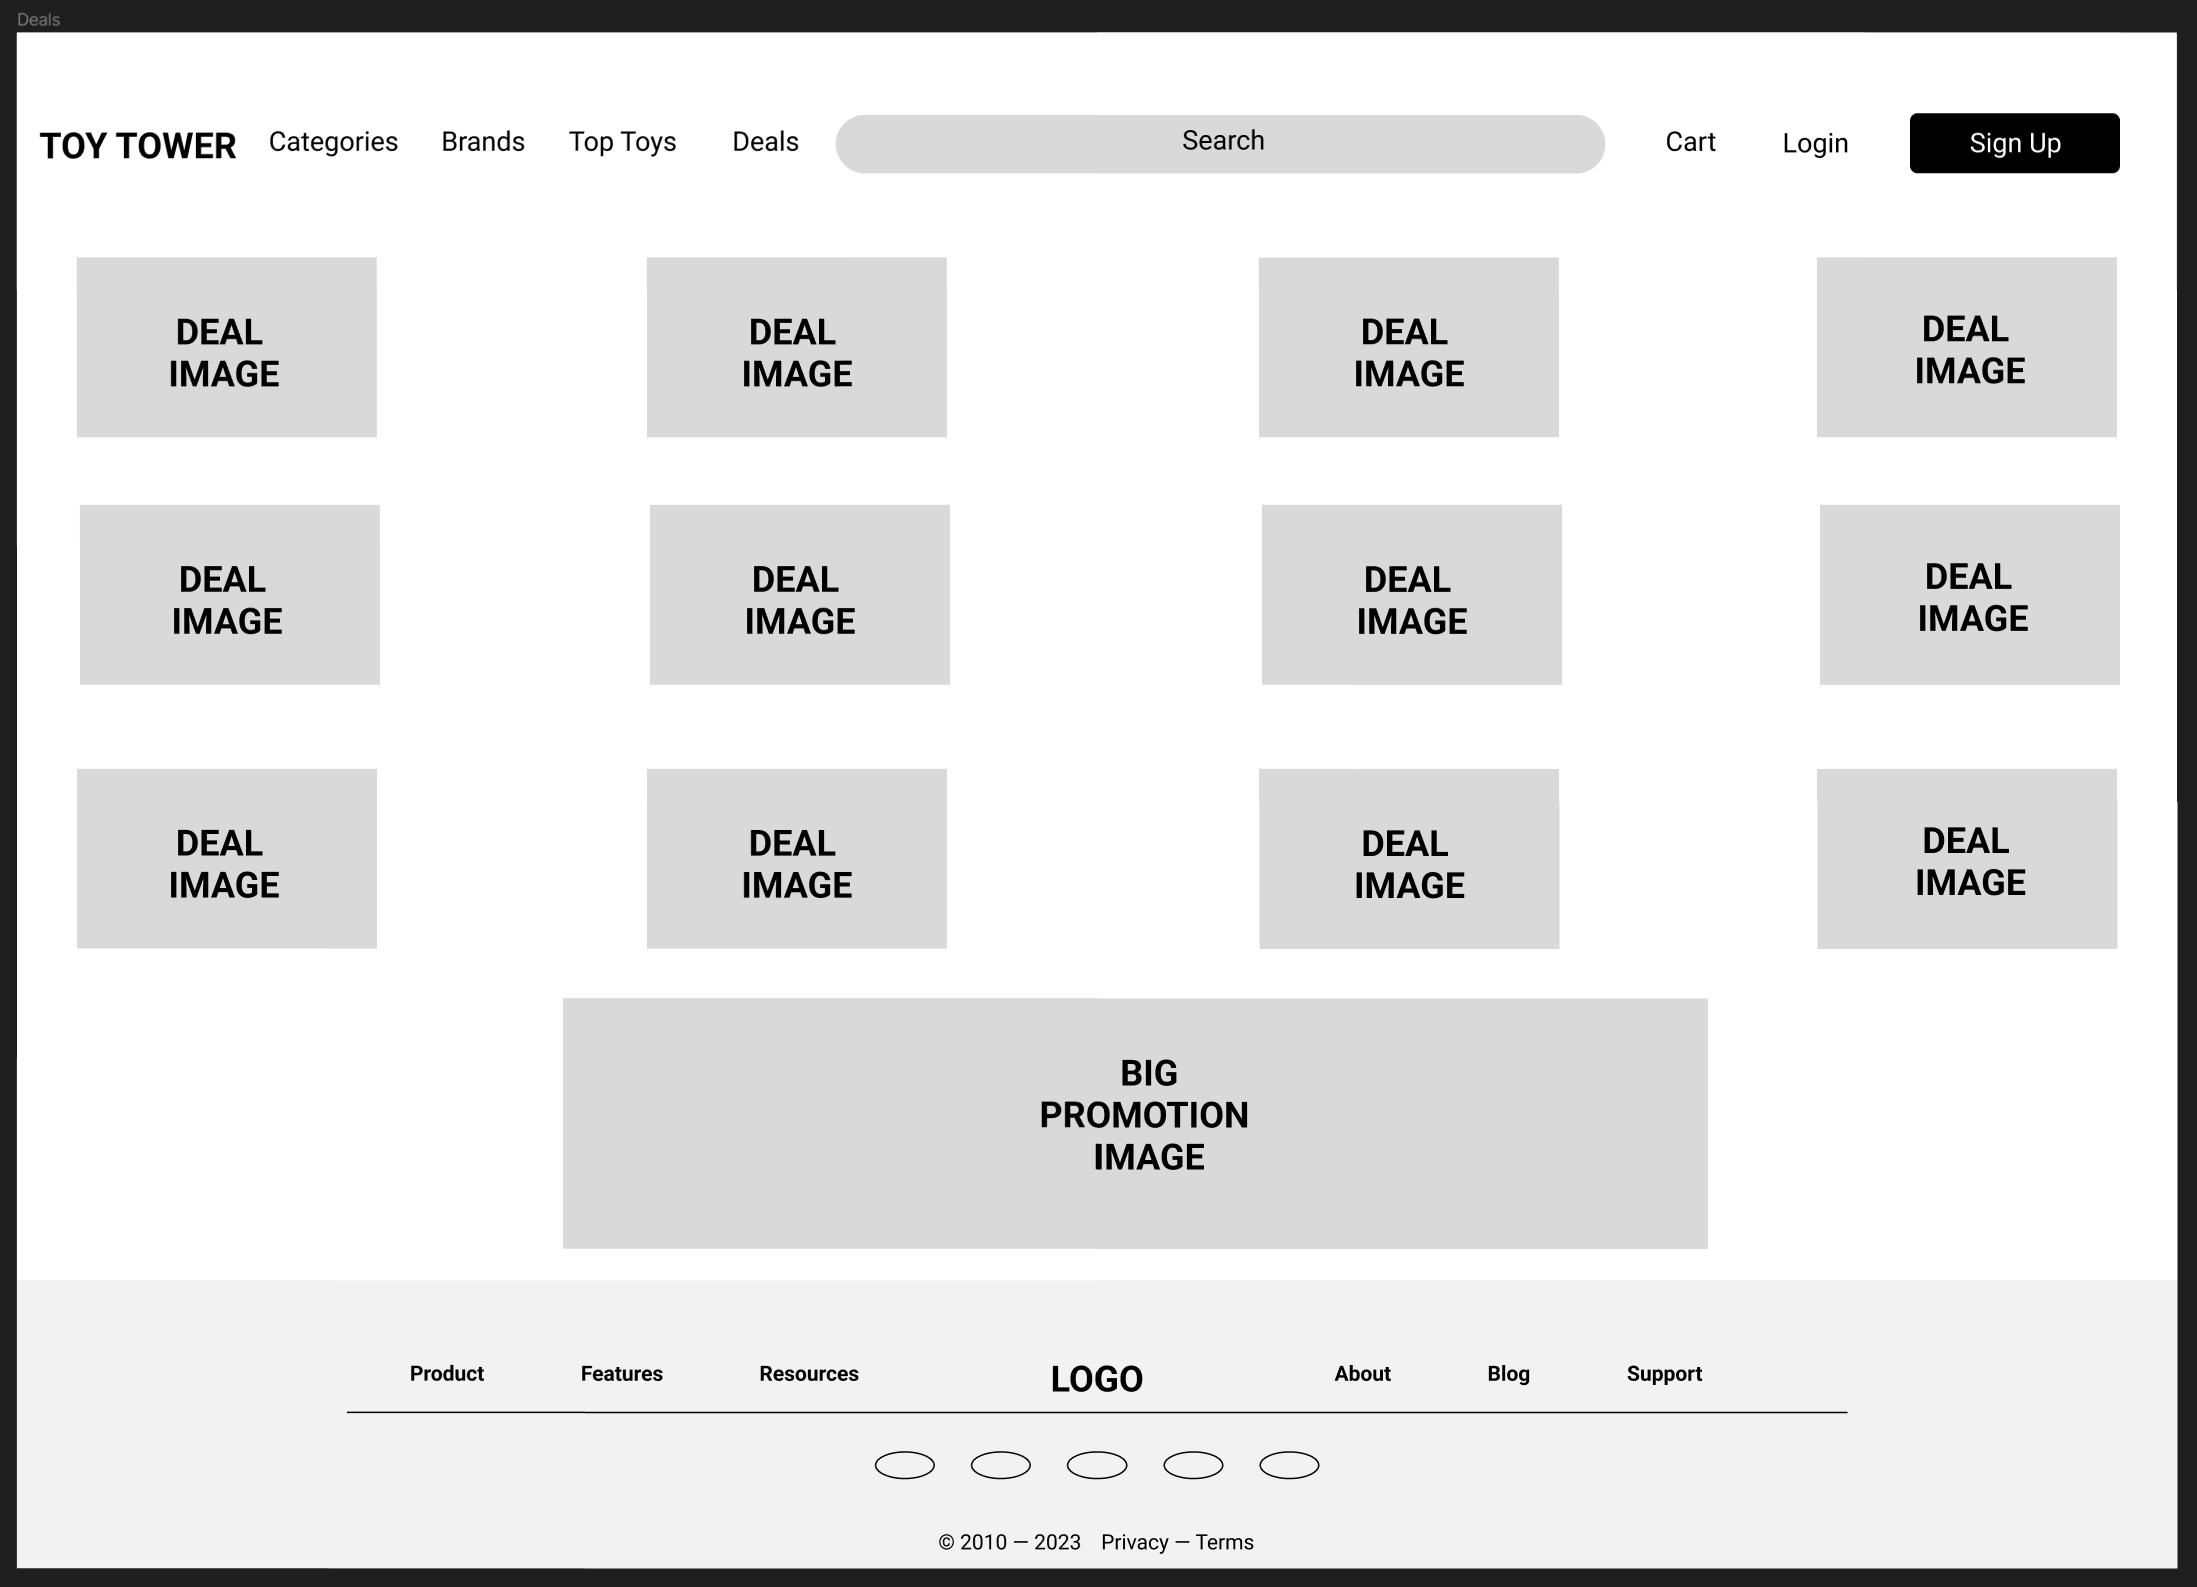 Deals
TOY TOWER Categories Brands Top Toys Deals Search Cart Login Sign Up
DEAL
IMAGE
DEAL
IMAGE
DEAL
IMAGE
DEAL
IMAGE
DEAL
IMAGE
DEAL
IMAGE
DEAL
IMAGE
DEAL
IMAGE
DEAL
IMAGE
DEAL
IMAGE
DEAL
IMAGE
DEAL
IMAGE
BIG
PROMOTION
IMAGE
Product Features Resources LOGO About Blog Support
© 2010 — 2023 Privacy — Terms